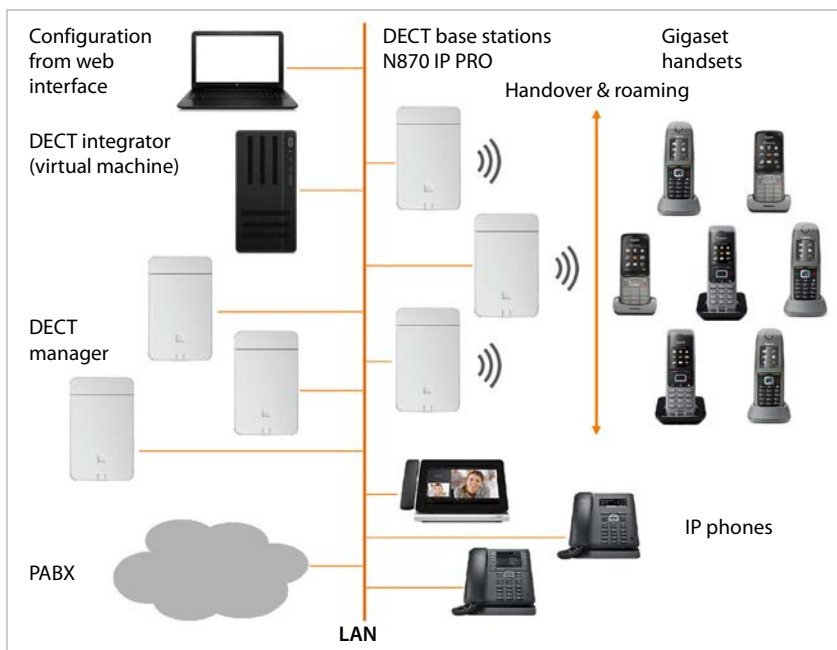 Configuration
from web
interface
DECT base stations
N870 IP PRO
Gigaset
handsets
Handover & roaming
DECT integrator
(virtual machine)
DECT
manager
IP phones
PABX
LAN